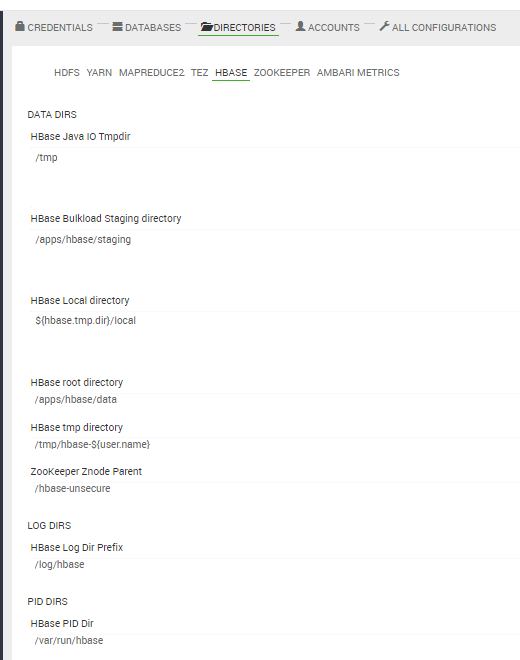 CREDENTIALS DATABASES DIRECTORIES ACCOUNTS ALL CONFIGURATIONS
HDFS YARN MAPREDUCE2 TEZ HBASE ZOOKEEPER AMBARI METRICS
DATA DIRS
HBase Java IO Tmpdir
/tmp
HBase Bulkload Staging directory
/apps/hbase/staging
HBase Local directory
${hbase.tmp.dir}/local
HBase root directory
/apps/hbase/data
HBase tmp directory
/tmp/hbase-${user.name}
ZooKeeper Znode Parent
/hbase-unsecure
LOG DIRS
HBase Log Dir Prefix
/log/hbase
PID DIRS
HBase PID Dir
/var/run/hbase